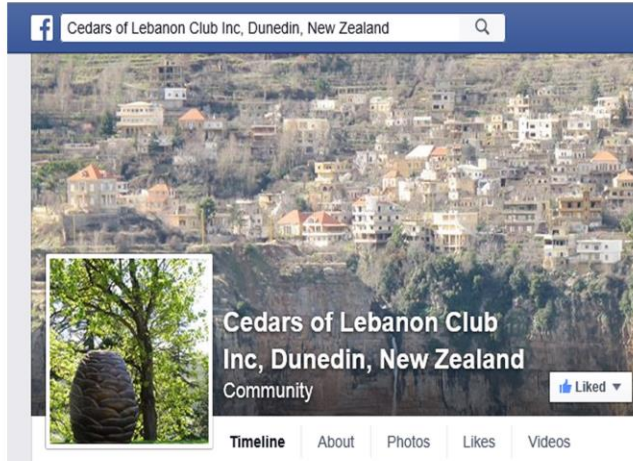 Cedars of Lebanon Club Inc, Dunedin, New Zealand
Cedars of Lebanon Club
Inc, Dunedin, New Zealand
Community
Liked
Timeline About Photos Likes Videos